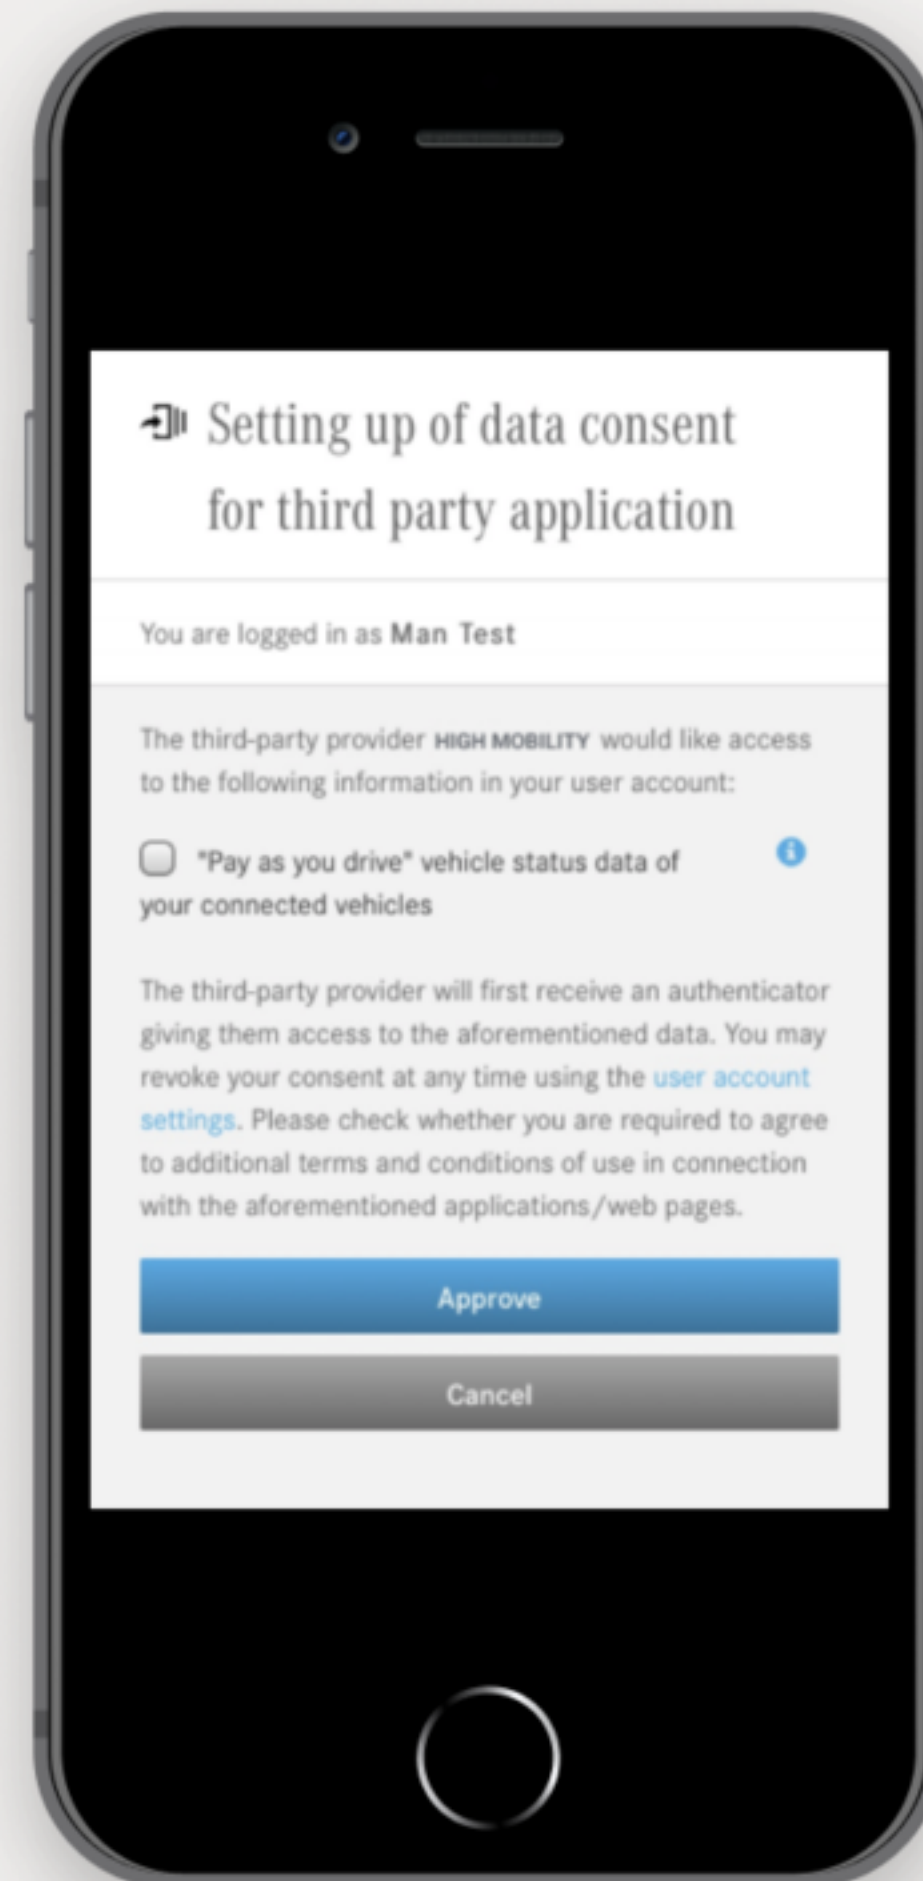 Setting up of data consent
for third party application
You are logged in as Man Test
The third-party provider HIGH MOBILITY would like access
to the following information in your user account:
"Pay as you drive" vehicle status data of
your connected vehicles
The third-party provider will first receive an authenticator
giving them access to the aforementioned data. You may
revoke your consent at any time using the user account
settings. Please check whether you are required to agree
to additional terms and conditions of use in connection
with the aforementioned applications/web pages.
Approve
Cancel